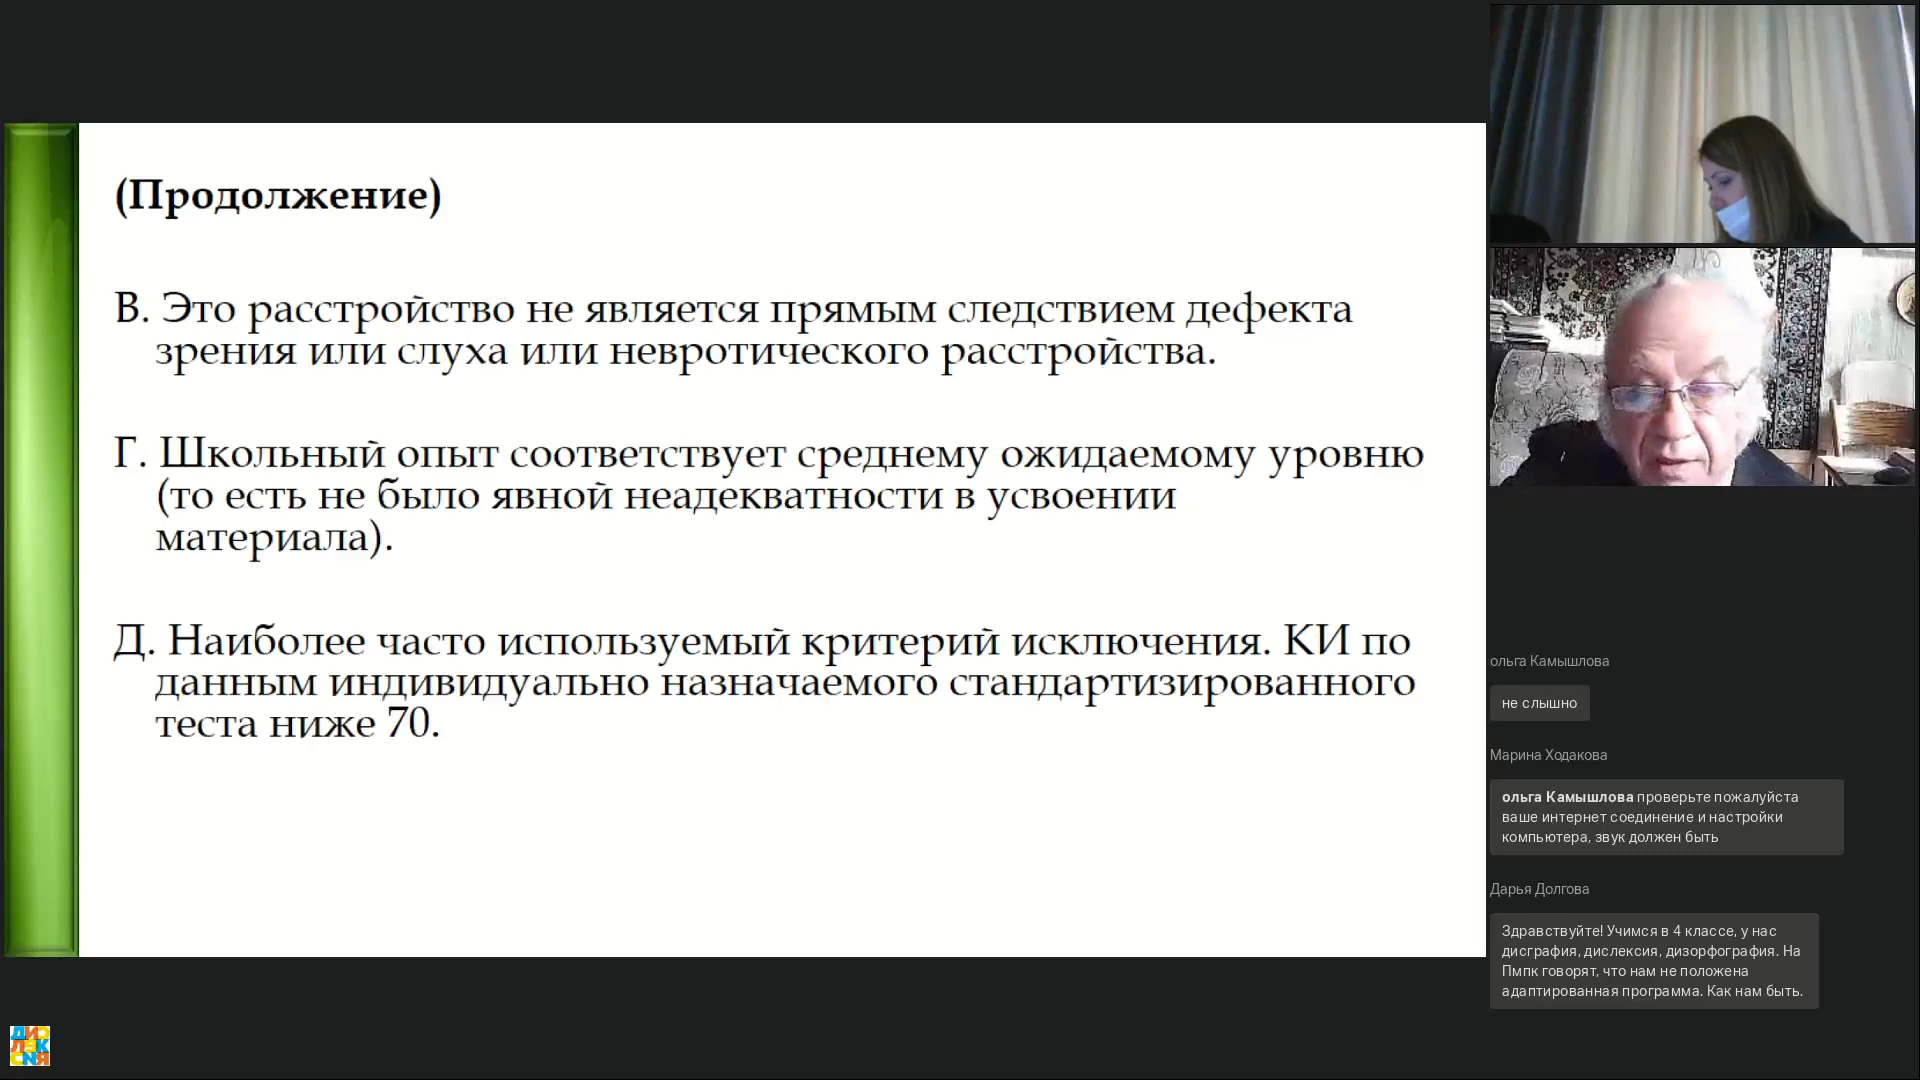 (Продолжение)
В. Это расстройство не является прямым следствием дефекта
зрения или слуха или невротического расстройства.
Г. Школьный опыт соответствует среднему ожидаемому уровню
(то есть не было явной неадекватности в усвоении
материала).
Д. Наиболее часто используемый критерий исключения. КИ по
данным индивидуально назначаемого стандартизированного
теста ниже 70.
ольга Камышлова
не слышно
Марина Ходакова
ольга Камышлова проверьте пожалуйста
ваше интернет соединение и настройки
компьютера, звук должен быть
Дарья Долгова
Здравствуйте! Учимся в 4 классе, у нас
дисграфия, дислексия, дизорфография. На
Пмпк говорят, что нам не положена
адаптированная программа. Как нам быть.
ДИС
ЛЕК
СИЯ